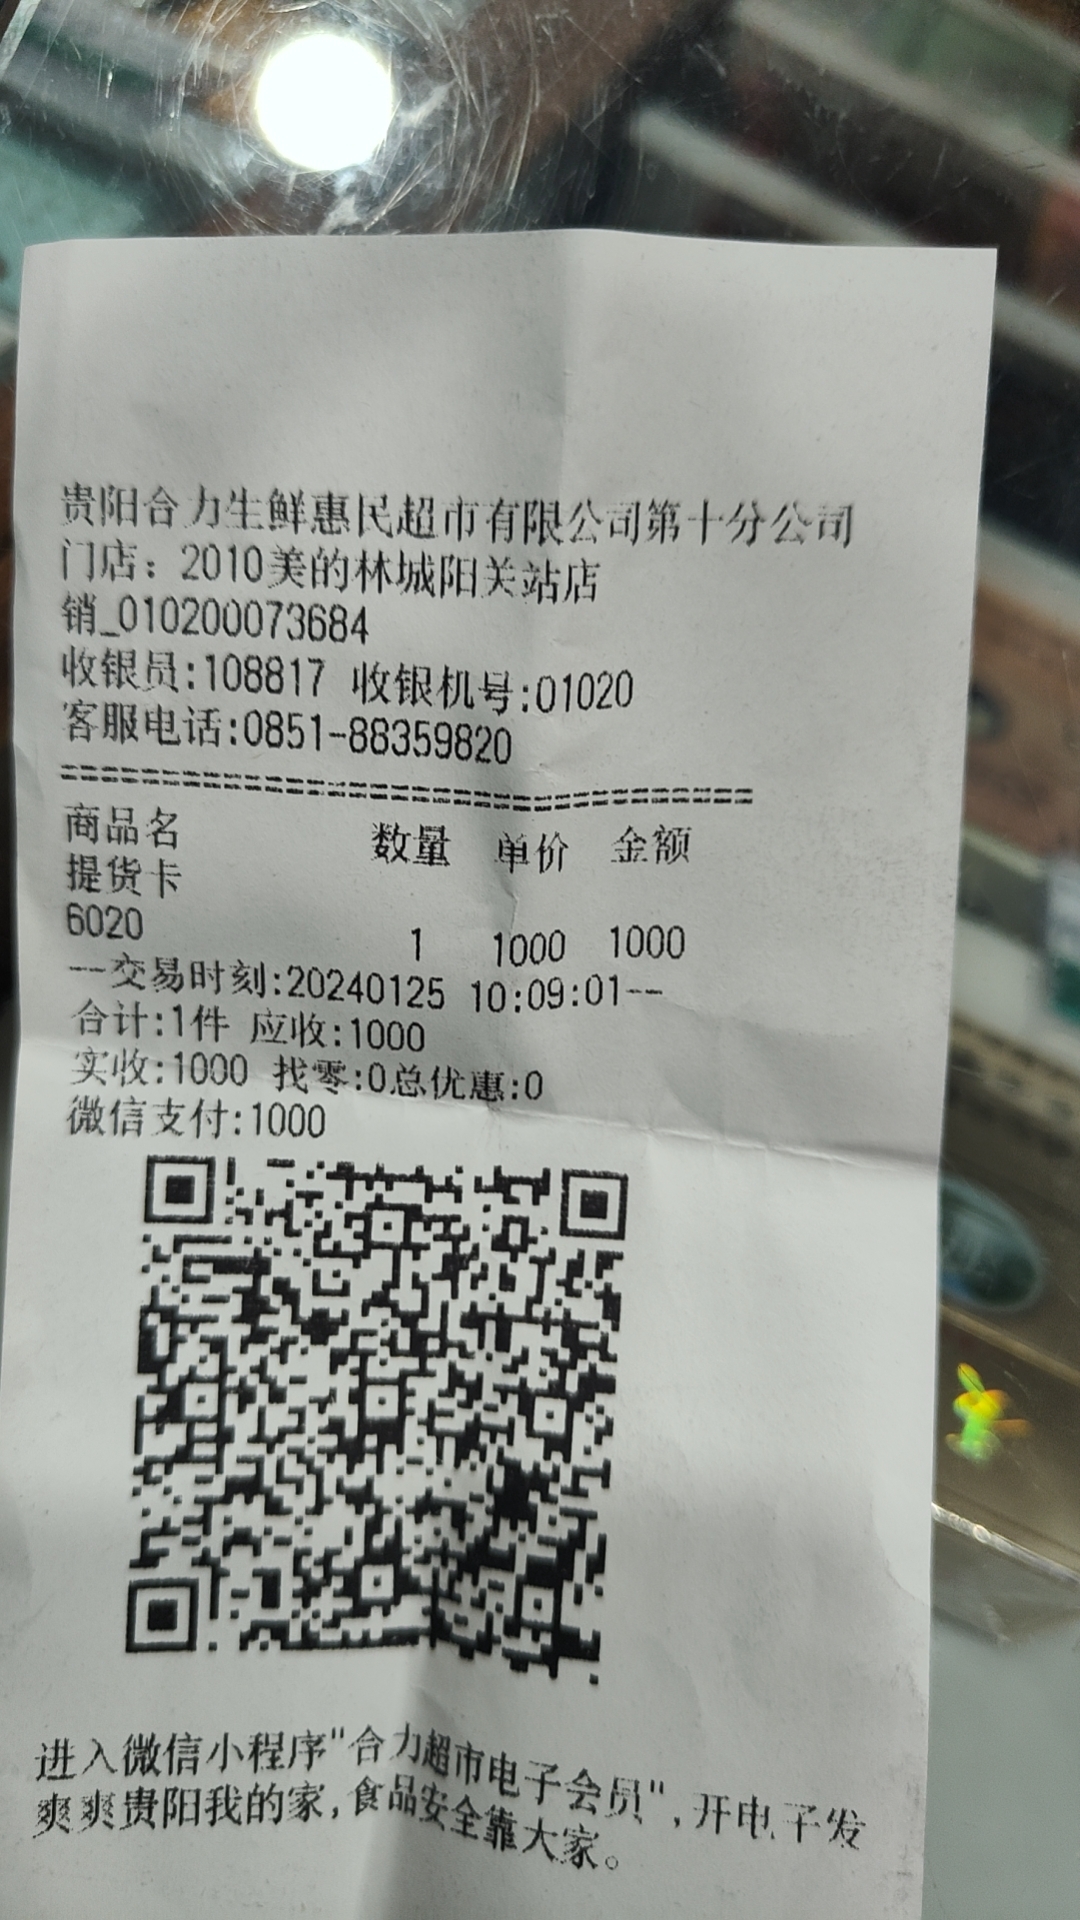 贵阳合力生鲜惠民超市有限公司第十分公司
门店：2010美的林城阳关站店
销_010200073684
收银员:108817 收银机号:01020
客服电话:0851-88359820
商品名 数量 单价 金额
提货卡
6020 1 1000 1000
--交易时刻:20240125 10:09:01--
合计:1件 应收:1000
实收:1000 找零:0总优惠:0
微信支付:1000
进入微信小程序"合力超市电子会员",开电子发
爽爽贵阳我的家,食品安全靠大家。